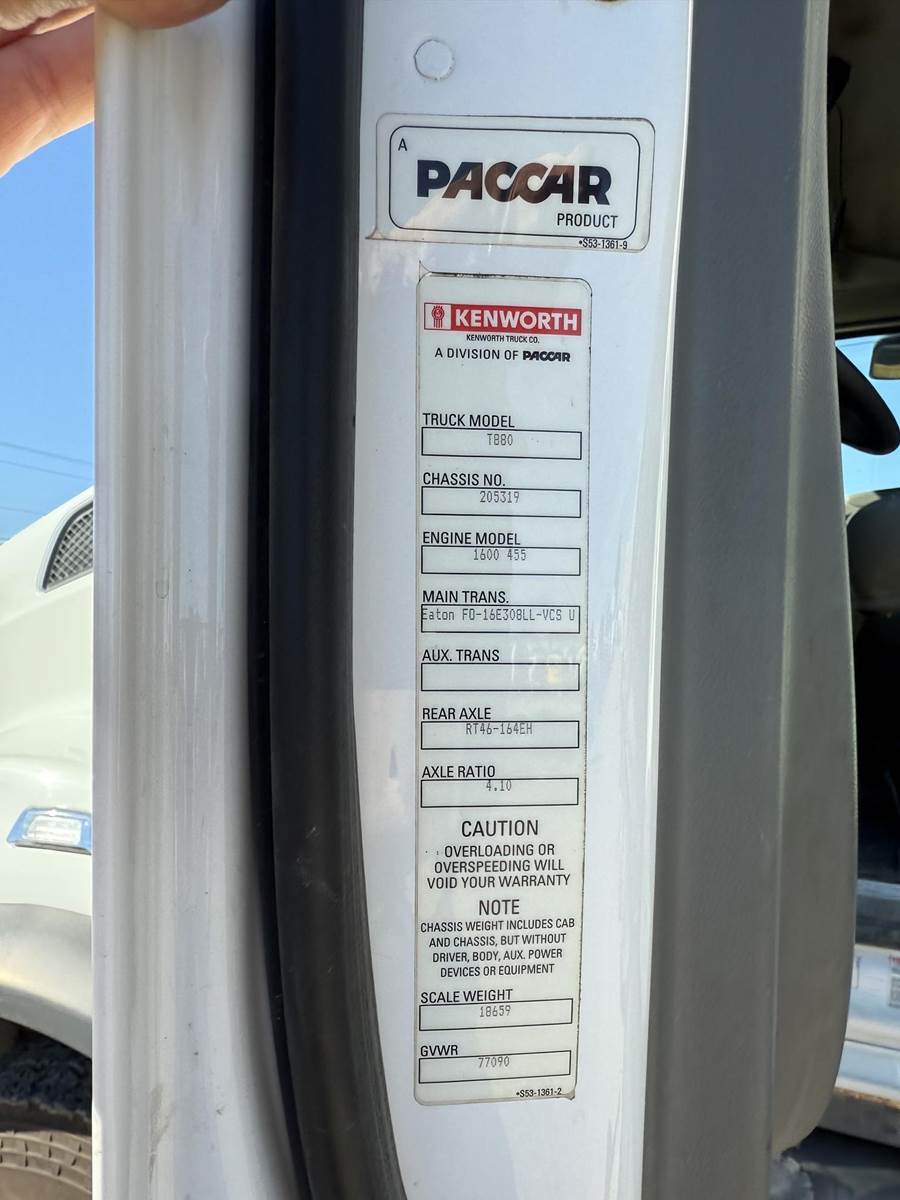 A
PACCAR
PRODUCT
•S53-1361-9
KENWORTH
KENWORTH TRUCK CO.
A DIVISION OF PACCAR
TRUCK MODEL
T880
CHASSIS NO.
205319
ENGINE MODEL
1600 455
MAIN TRANS.
Eaton FO-16E308LL-VCS U
AUX. TRANS
REAR AXLE
RT46-164EH
AXLE RATIO
4.10
CAUTION
OVERLOADING OR
OVERSPEEDING WILL
VOID YOUR WARRANTY
NOTE
CHASSIS WEIGHT INCLUDES CAB
AND CHASSIS, BUT WITHOUT
DRIVER, BODY, AUX. POWER
DEVICES OR EQUIPMENT
SCALE WEIGHT
18659
GVWR
77090
•S53-1361-2